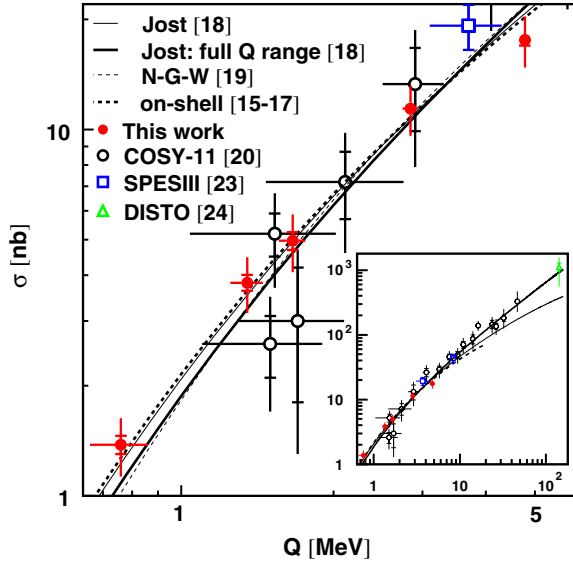 Jost [18]
Jost: full Q range [18]
N-G-W [19]
on-shell [15-17]
This work
COSY-11 [20]
SPESIII [23]
DISTO [24]
10
1
σ [nb]
1
5
Q [MeV]
10³
10²
10
1
1
10
10²